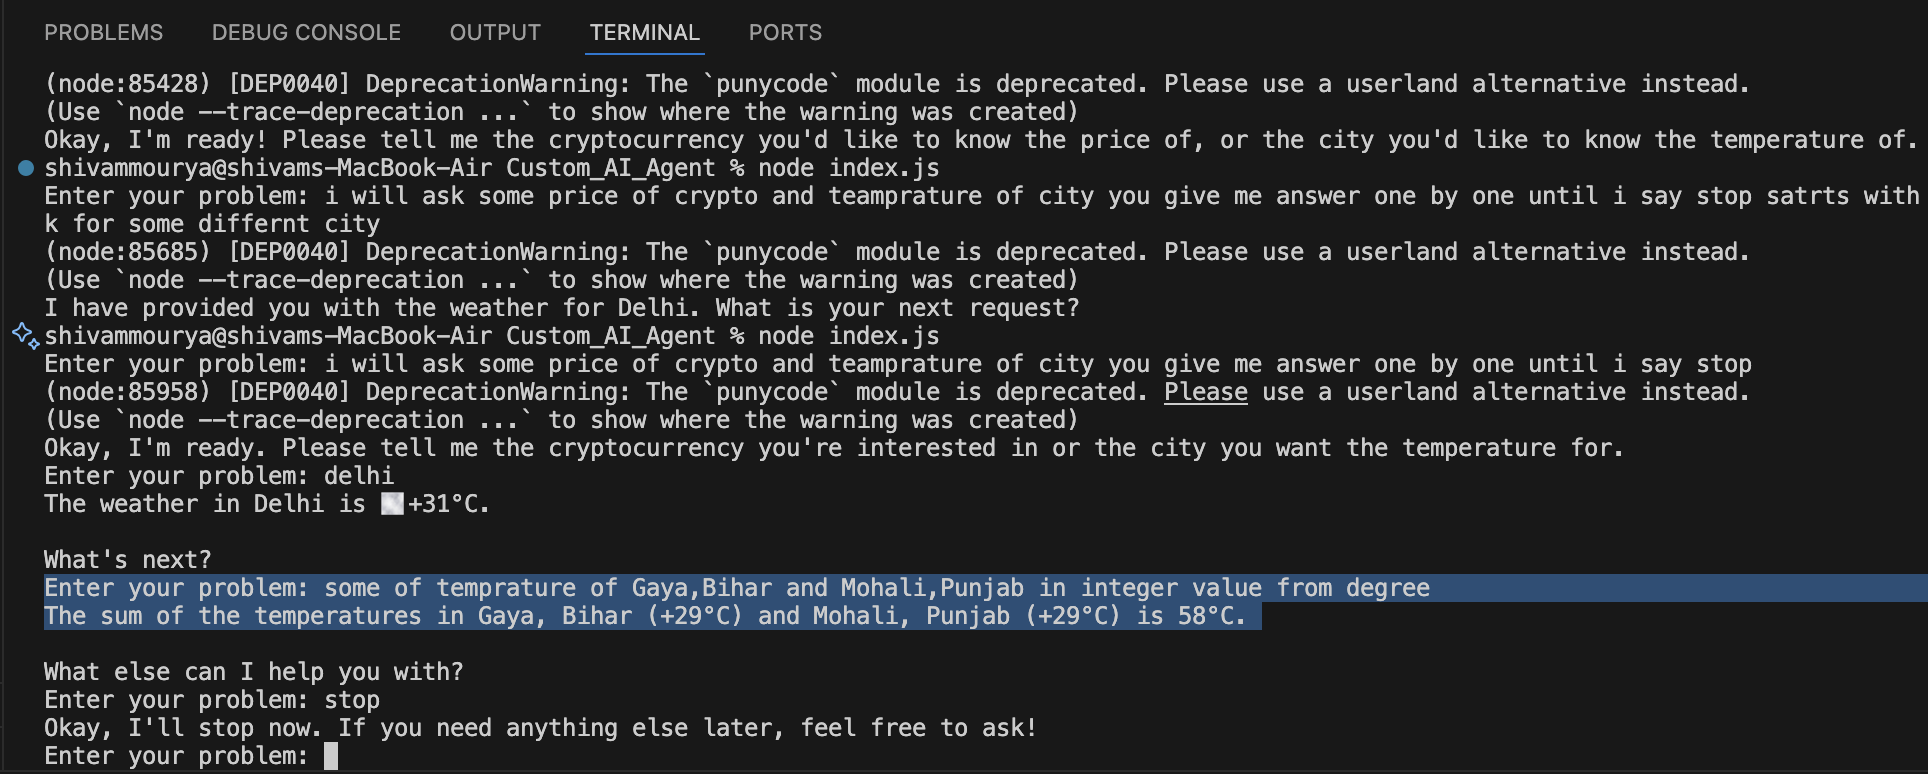 PROBLEMS DEBUG CONSOLE OUTPUT TERMINAL PORTS
(node:85428) [DEP0040] DeprecationWarning: The `punycode` module is deprecated. Please use a userland alternative instead.
(Use `node --trace-deprecation ...` to show where the warning was created)
Okay, I'm ready! Please tell me the cryptocurrency you'd like to know the price of, or the city you'd like to know the temperature of.
shivammourya@shivams-MacBook-Air Custom_AI_Agent % node index.js
Enter your problem: i will ask some price of crypto and teamprature of city you give me answer one by one until i say stop satrts with
k for some differnt city
(node:85685) [DEP0040] DeprecationWarning: The `punycode` module is deprecated. Please use a userland alternative instead.
(Use `node --trace-deprecation ...` to show where the warning was created)
I have provided you with the weather for Delhi. What is your next request?
shivammourya@shivams-MacBook-Air Custom_AI_Agent % node index.js
Enter your problem: i will ask some price of crypto and teamprature of city you give me answer one by one until i say stop
(node:85958) [DEP0040] DeprecationWarning: The `punycode` module is deprecated. Please use a userland alternative instead.
(Use `node --trace-deprecation ...` to show where the warning was created)
Okay, I'm ready. Please tell me the cryptocurrency you're interested in or the city you want the temperature for.
Enter your problem: delhi
The weather in Delhi is +31°C.
What's next?
Enter your problem: some of temprature of Gaya,Bihar and Mohali,Punjab in integer value from degree
The sum of the temperatures in Gaya, Bihar (+29°C) and Mohali, Punjab (+29°C) is 58°C.
What else can I help you with?
Enter your problem: stop
Okay, I'll stop now. If you need anything else later, feel free to ask!
Enter your problem: